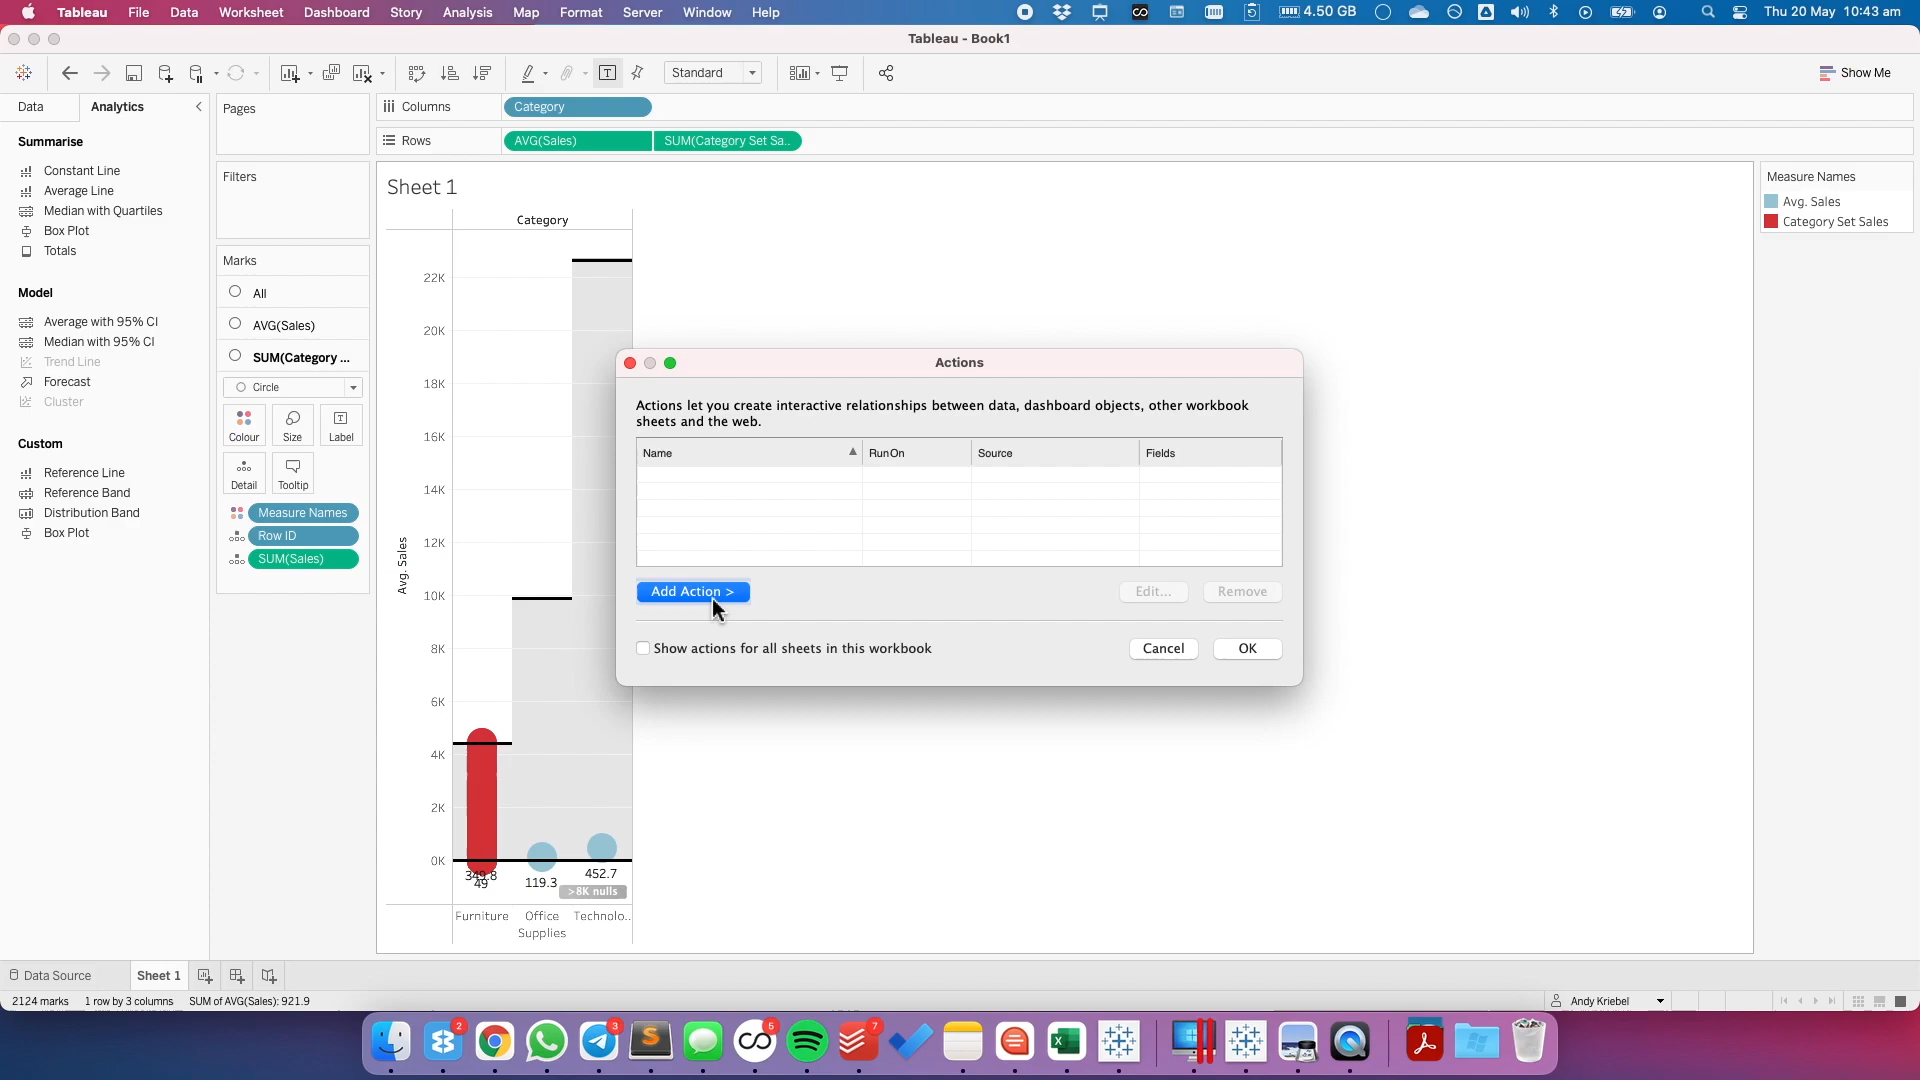 Tableau File Data Worksheet Dashboard Story Analysis Map Format Server Window Help 4.50 GB Thu 20 May 10:43 am
Tableau - Book1
Standard Show Me
Data Analytics Pages Columns Category
Summarise Rows AVG(Sales) SUM(Category Set Sa..
Constant Line
Average Line
Median with Quartiles
Box Plot
Totals
Model
Average with 95% CI
Median with 95% CI
Trend Line
Forecast
Cluster
Custom
Reference Line
Reference Band
Distribution Band
Box Plot
Filters
Marks
All
AVG(Sales)
SUM(Category ...
Circle
Colour Size Label
Detail Tooltip
Measure Names
Row ID
SUM(Sales)
Sheet 1
Category
22K
20K
18K
16K
14K
12K
10K
8K
6K
4K
2K
0K
Avg. Sales
349.8
49
119.3
452.7
>8K nulls
Furniture Office Technolo..
Supplies
Actions
Actions let you create interactive relationships between data, dashboard objects, other workbook
sheets and the web.
Name RunOn Source Fields
Add Action > Edit... Remove
Show actions for all sheets in this workbook Cancel OK
Measure Names
Avg. Sales
Category Set Sales
Data Source Sheet 1
2124 marks 1 row by 3 columns SUM of AVG(Sales): 921.9 Andy Kriebel
2 3 5 7